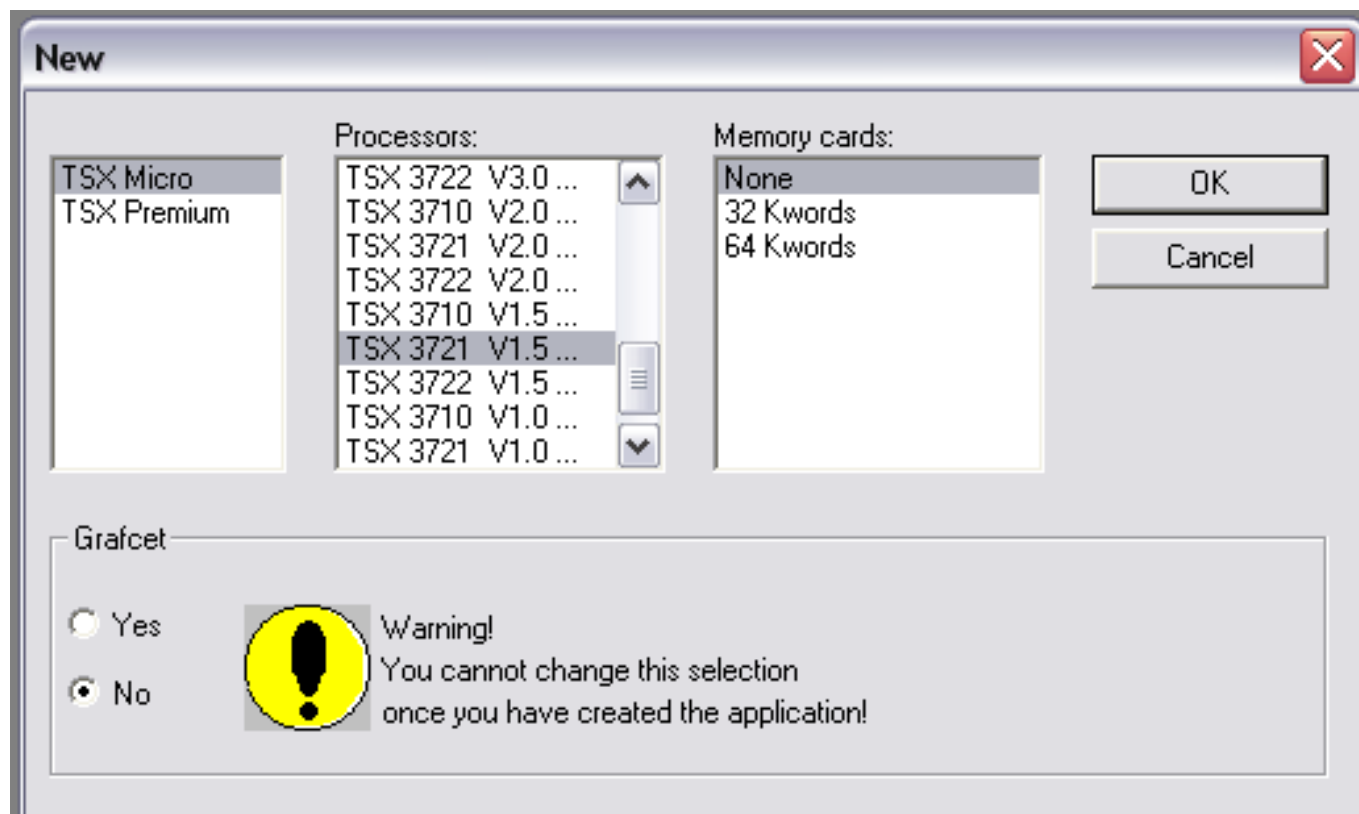 New
Processors:
Memory cards:
TSX Micro
TSX Premium
TSX 3722 V3.0 ...
TSX 3710 V2.0 ...
TSX 3721 V2.0 ...
TSX 3722 V2.0 ...
TSX 3710 V1.5 ...
TSX 3721 V1.5 ...
TSX 3722 V1.5 ...
TSX 3710 V1.0 ...
TSX 3721 V1.0 ...
None
32 Kwords
64 Kwords
OK
Cancel
Grafcet
Yes
No
Warning!
You cannot change this selection
once you have created the application!